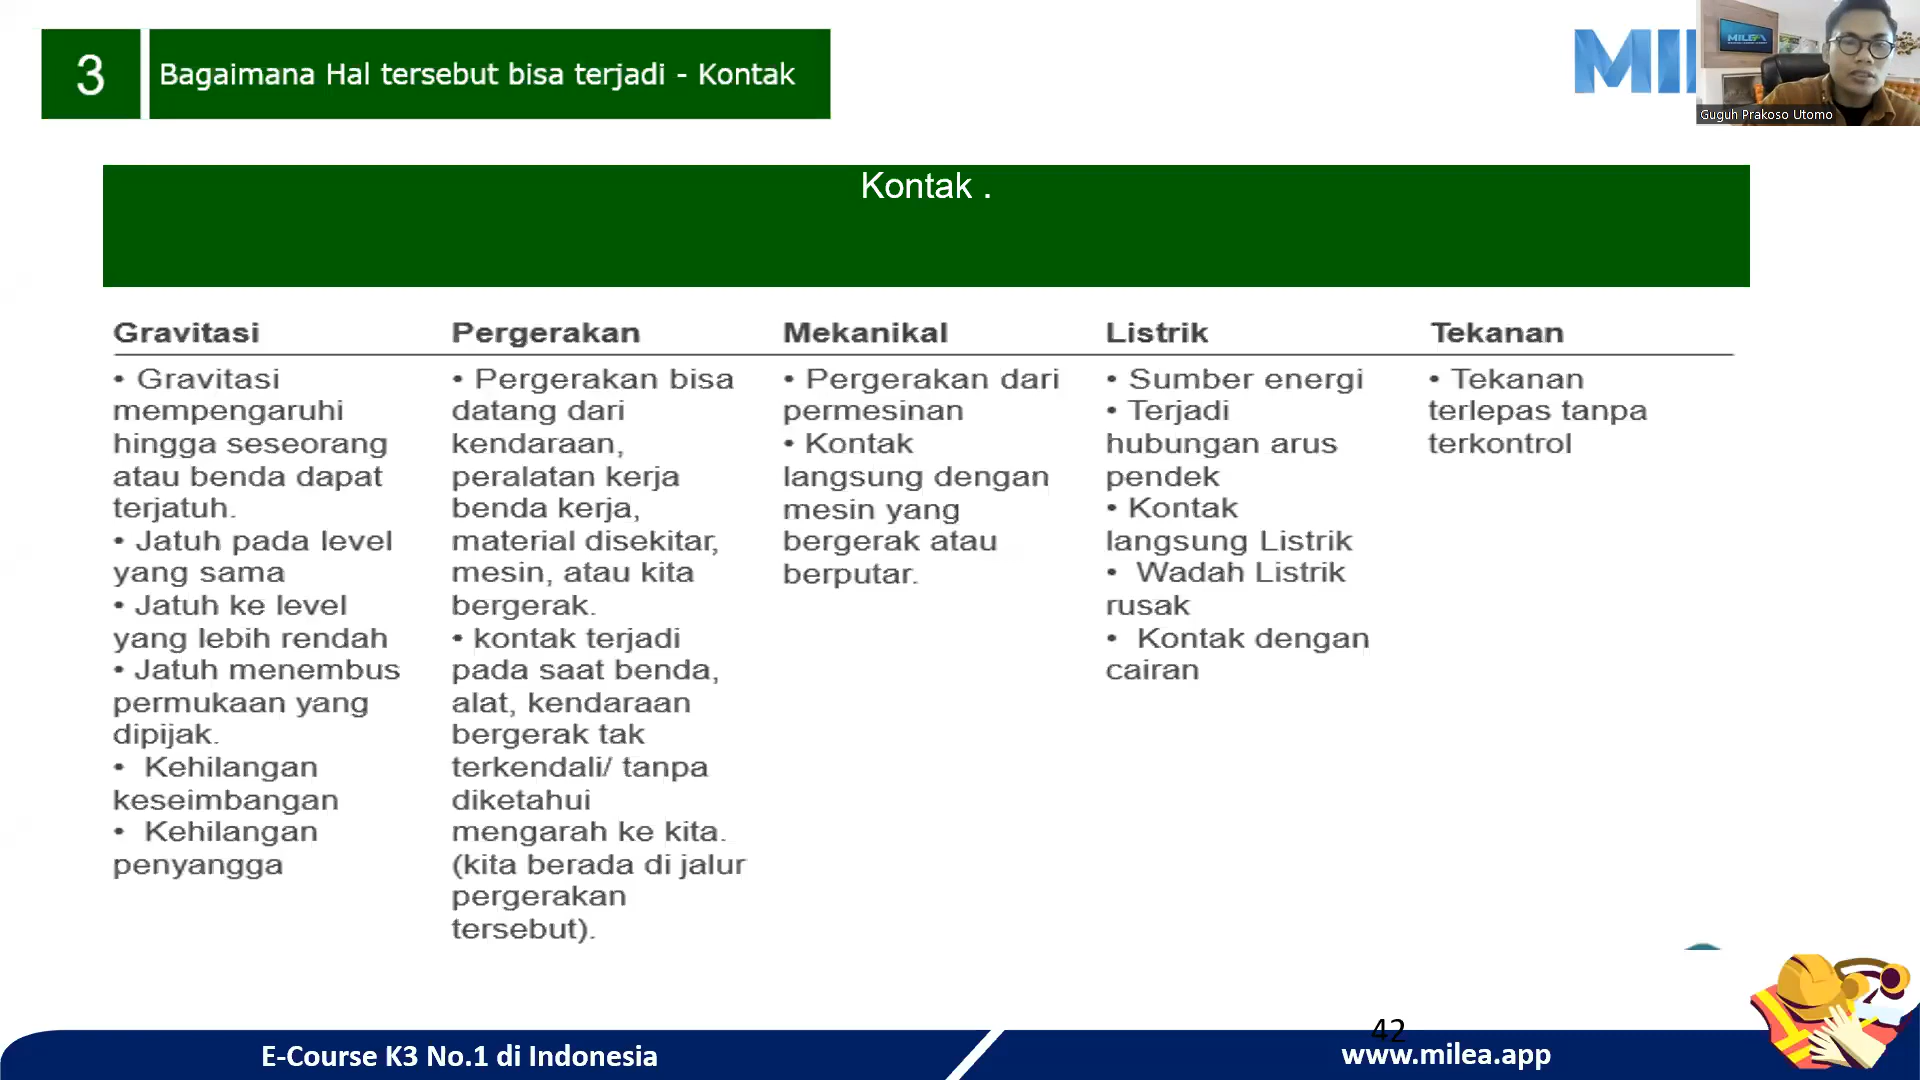 3
Bagaimana Hal tersebut bisa terjadi - Kontak
MIL
MILEA
Guguh Prakoso Utomo
Kontak .
Gravitasi
• Gravitasi
mempengaruhi
hingga seseorang
atau benda dapat
terjatuh.
• Jatuh pada level
yang sama
• Jatuh ke level
yang lebih rendah
• Jatuh menembus
permukaan yang
dipijak.
• Kehilangan
keseimbangan
• Kehilangan
penyangga
Pergerakan
• Pergerakan bisa
datang dari
kendaraan,
peralatan kerja
benda kerja,
material disekitar,
mesin, atau kita
bergerak.
• kontak terjadi
pada saat benda,
alat, kendaraan
bergerak tak
terkendali/ tanpa
diketahui
mengarah ke kita.
(kita berada di jalur
pergerakan
tersebut).
Mekanikal
• Pergerakan dari
permesinan
• Kontak
langsung dengan
mesin yang
bergerak atau
berputar.
Listrik
• Sumber energi
• Terjadi
hubungan arus
pendek
• Kontak
langsung Listrik
• Wadah Listrik
rusak
• Kontak dengan
cairan
Tekanan
• Tekanan
terlepas tanpa
terkontrol
42
E-Course K3 No.1 di Indonesia
www.milea.app